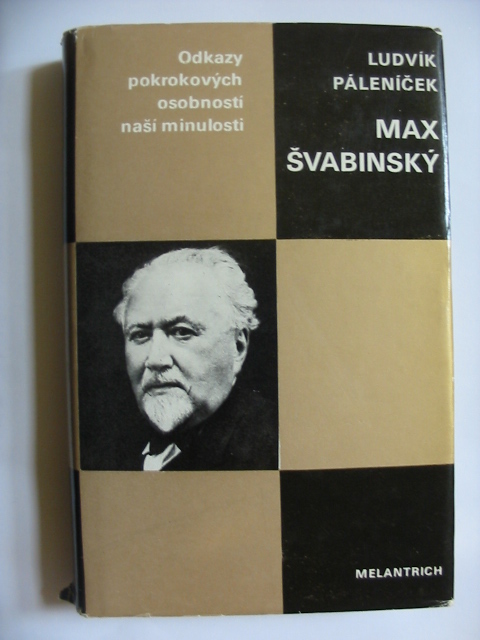 Odkazy
pokrokových
osobností
naší minulosti
LUDVÍK
PÁLENÍČEK
MAX
ŠVABINSKÝ
MELANTRICH